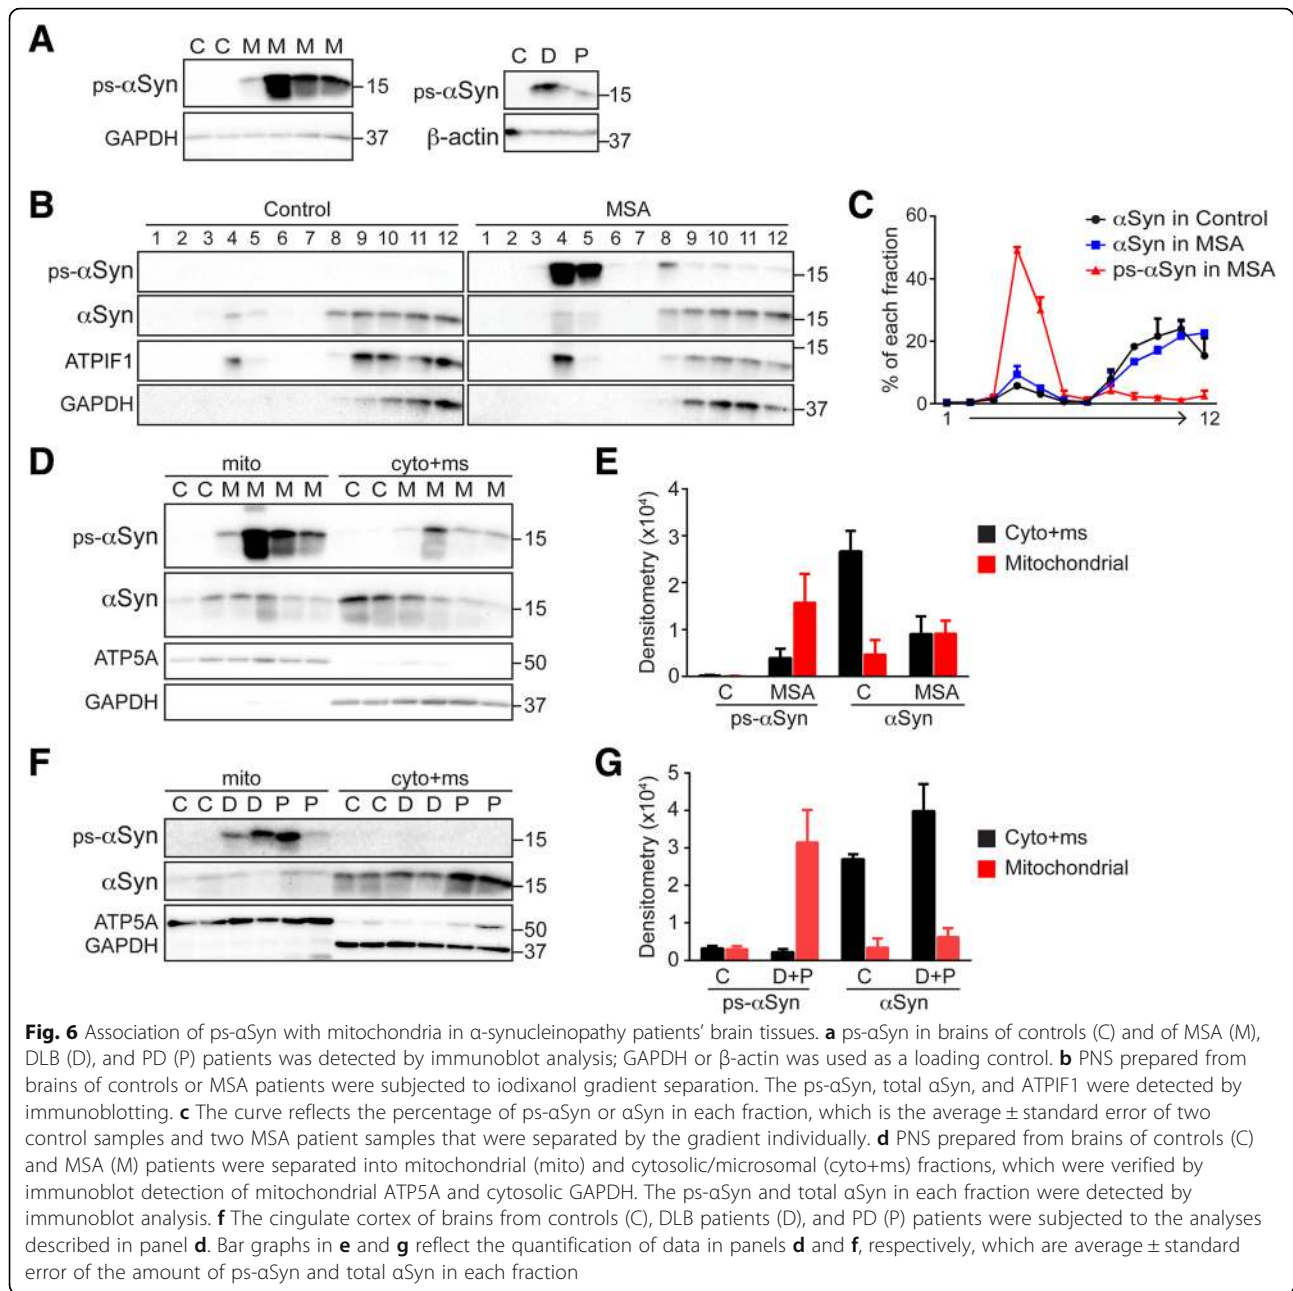 A
C C M M M M
ps-αSyn
15
GAPDH
37
C D P
ps-αSyn
15
β-actin
37
B
Control
MSA
1 2 3 4 5 6 7 8 9 10 11 12
1 2 3 4 5 6 7 8 9 10 11 12
ps-αSyn
15
αSyn
15
ATPIF1
15
GAPDH
37
C
% of each fraction
60
40
20
0
1
12
αSyn in Control
αSyn in MSA
ps-αSyn in MSA
D
mito
cyto+ms
C C M M M M
C C M M M M
ps-αSyn
15
αSyn
15
ATP5A
50
GAPDH
37
E
Densitometry (x10⁴)
4
3
2
1
0
C MSA C MSA
ps-αSyn αSyn
Cyto+ms
Mitochondrial
F
mito
cyto+ms
C C D D P P
C C D D P P
ps-αSyn
15
αSyn
15
ATP5A
50
GAPDH
37
G
Densitometry (x10⁴)
5
4
3
2
1
0
C D+P C D+P
ps-αSyn αSyn
Cyto+ms
Mitochondrial
Fig. 6 Association of ps-αSyn with mitochondria in α-synucleinopathy patients’ brain tissues. a ps-αSyn in brains of controls (C) and of MSA (M),
DLB (D), and PD (P) patients was detected by immunoblot analysis; GAPDH or β-actin was used as a loading control. b PNS prepared from
brains of controls or MSA patients were subjected to iodixanol gradient separation. The ps-αSyn, total αSyn, and ATPIF1 were detected by
immunoblotting. c The curve reflects the percentage of ps-αSyn or αSyn in each fraction, which is the average ± standard error of two
control samples and two MSA patient samples that were separated by the gradient individually. d PNS prepared from brains of controls (C)
and MSA (M) patients were separated into mitochondrial (mito) and cytosolic/microsomal (cyto+ms) fractions, which were verified by
immunoblot detection of mitochondrial ATP5A and cytosolic GAPDH. The ps-αSyn and total αSyn in each fraction were detected by
immunoblot analysis. f The cingulate cortex of brains from controls (C), DLB patients (D), and PD (P) patients were subjected to the analyses
described in panel d. Bar graphs in e and g reflect the quantification of data in panels d and f, respectively, which are average ± standard
error of the amount of ps-αSyn and total αSyn in each fraction